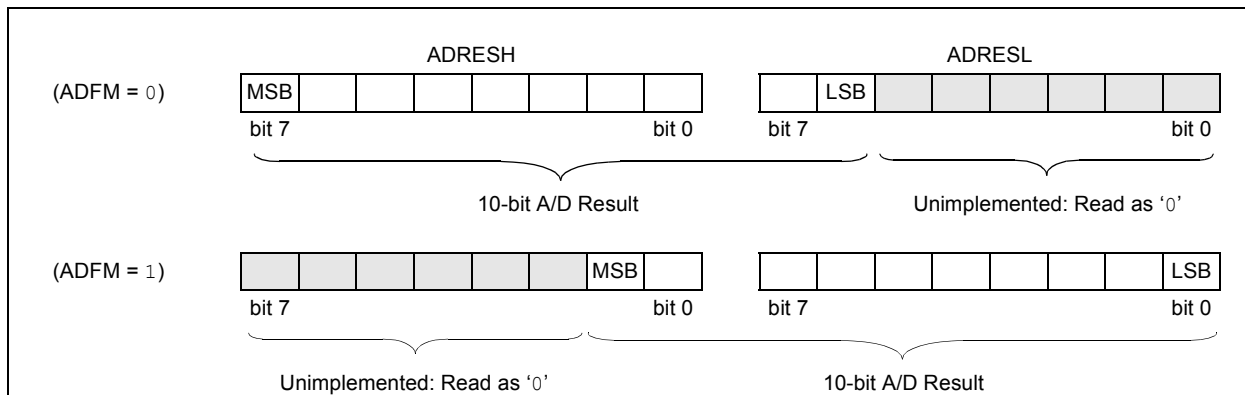 ADRESH ADRESL
(ADFM = 0) MSB LSB
bit 7 bit 0 bit 7 bit 0
10-bit A/D Result Unimplemented: Read as ‘0’
(ADFM = 1) MSB LSB
bit 7 bit 0 bit 7 bit 0
Unimplemented: Read as ‘0’ 10-bit A/D Result